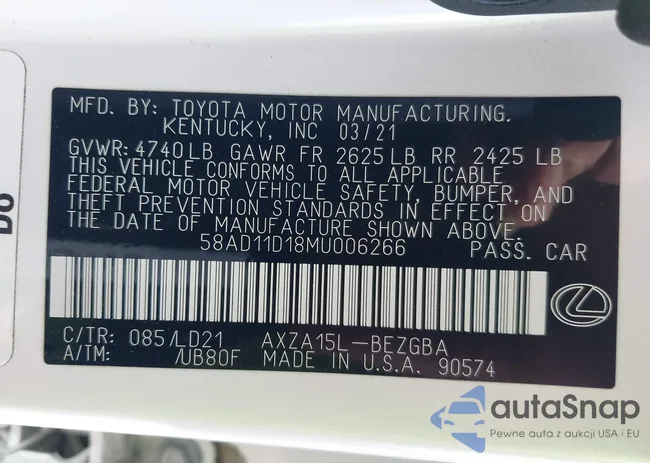 MFD. BY: TOYOTA MOTOR MANUFACTURING.
KENTUCKY, INC 03/21
GVWR: 4740LB GAWR FR 2625LB RR 2425 LB
THIS VEHICLE CONFORMS TO ALL APPLICABLE
FEDERAL MOTOR VEHICLE SAFETY, BUMPER, AND
THEFT PREVENTION STANDARDS IN EFFECT ON
THE DATE OF MANUFACTURE SHOWN ABOVE.
58AD11D18MU006266 PASS. CAR
C/TR: 085/LD21 AXZA15L-BEZGBA
A/TM: /UB80F MADE IN U.S.A. 90574
DO
autaSnap
Pewne auta z aukcji USA i EU